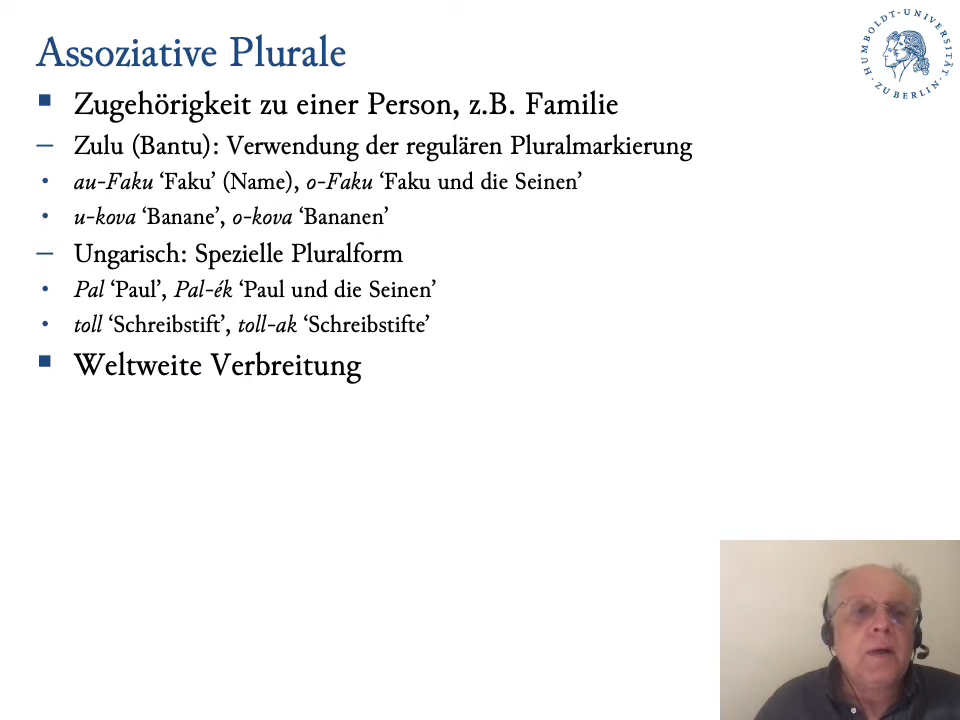 Assoziative Plurale
HUMBOLDT-UNIVERSITÄT ZU BERLIN
Zugehörigkeit zu einer Person, z.B. Familie
Zulu (Bantu): Verwendung der regulären Pluralmarkierung
au-Faku ‘Faku’ (Name), o-Faku ‘Faku und die Seinen’
u-kova ‘Banane’, o-kova ‘Bananen’
Ungarisch: Spezielle Pluralform
Pal ‘Paul’, Pal-ék ‘Paul und die Seinen’
toll ‘Schreibstift’, toll-ak ‘Schreibstifte’
Weltweite Verbreitung